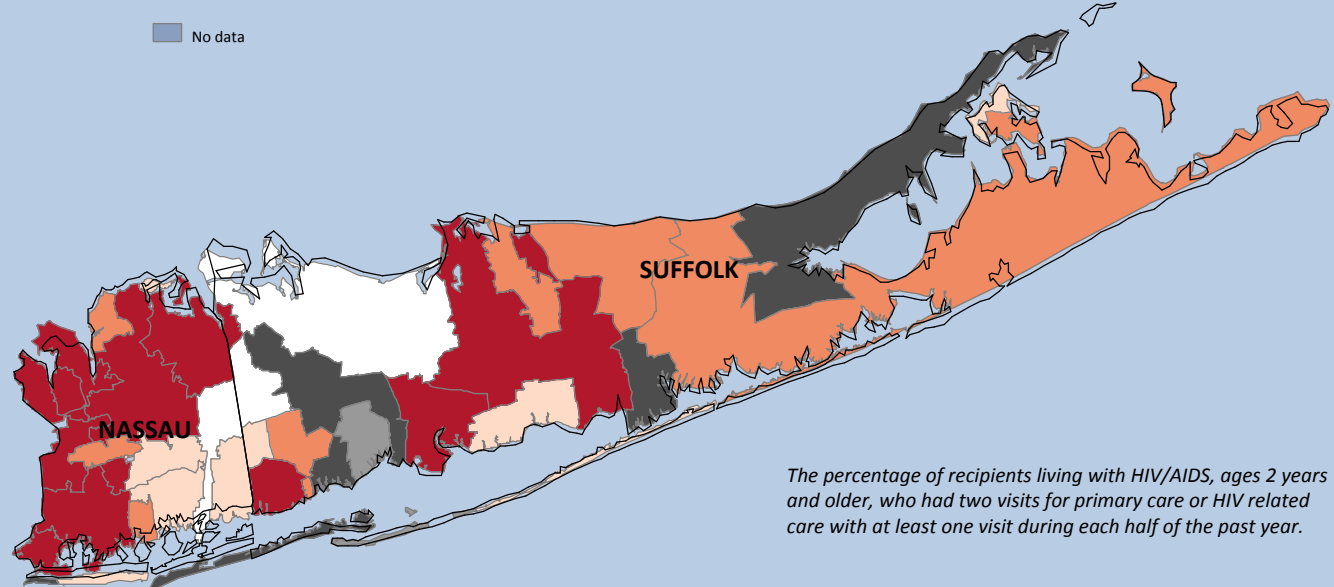 No data
SUFFOLK
NASSAU
The percentage of recipients living with HIV/AIDS, ages 2 years
and older, who had two visits for primary care or HIV related
care with at least one visit during each half of the past year.